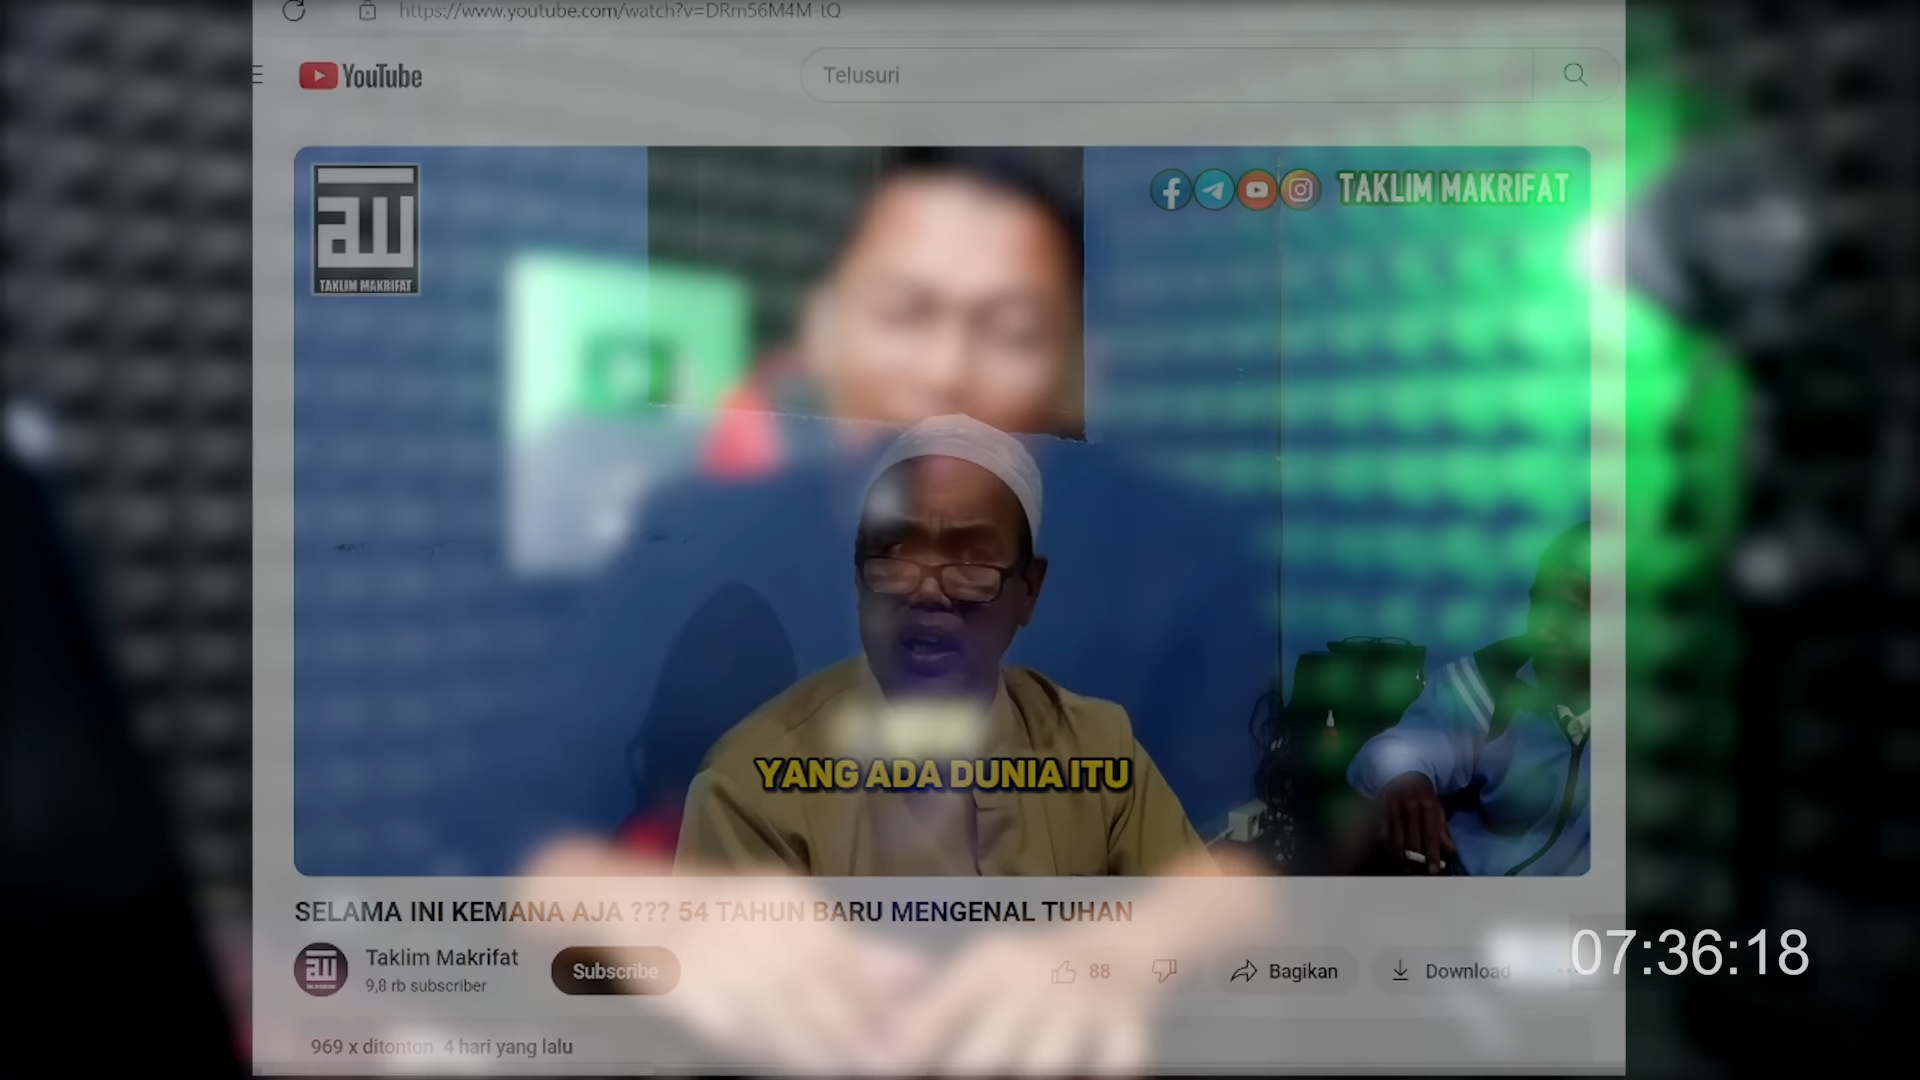 https://www.youtube.com/watch?v=DRm56M4M-tQ
YouTube
Telusuri
TAKLIM MAKRIFAT
TAKLIM MAKRIFAT
YANG ADA DUNIA ITU
SELAMA INI KEMANA AJA ??? 54 TAHUN BARU MENGENAL TUHAN
Taklim Makrifat
9,8 rb subscriber
Subscribe
88
Bagikan
Download
07:36:18
969 x ditonton 4 hari yang lalu